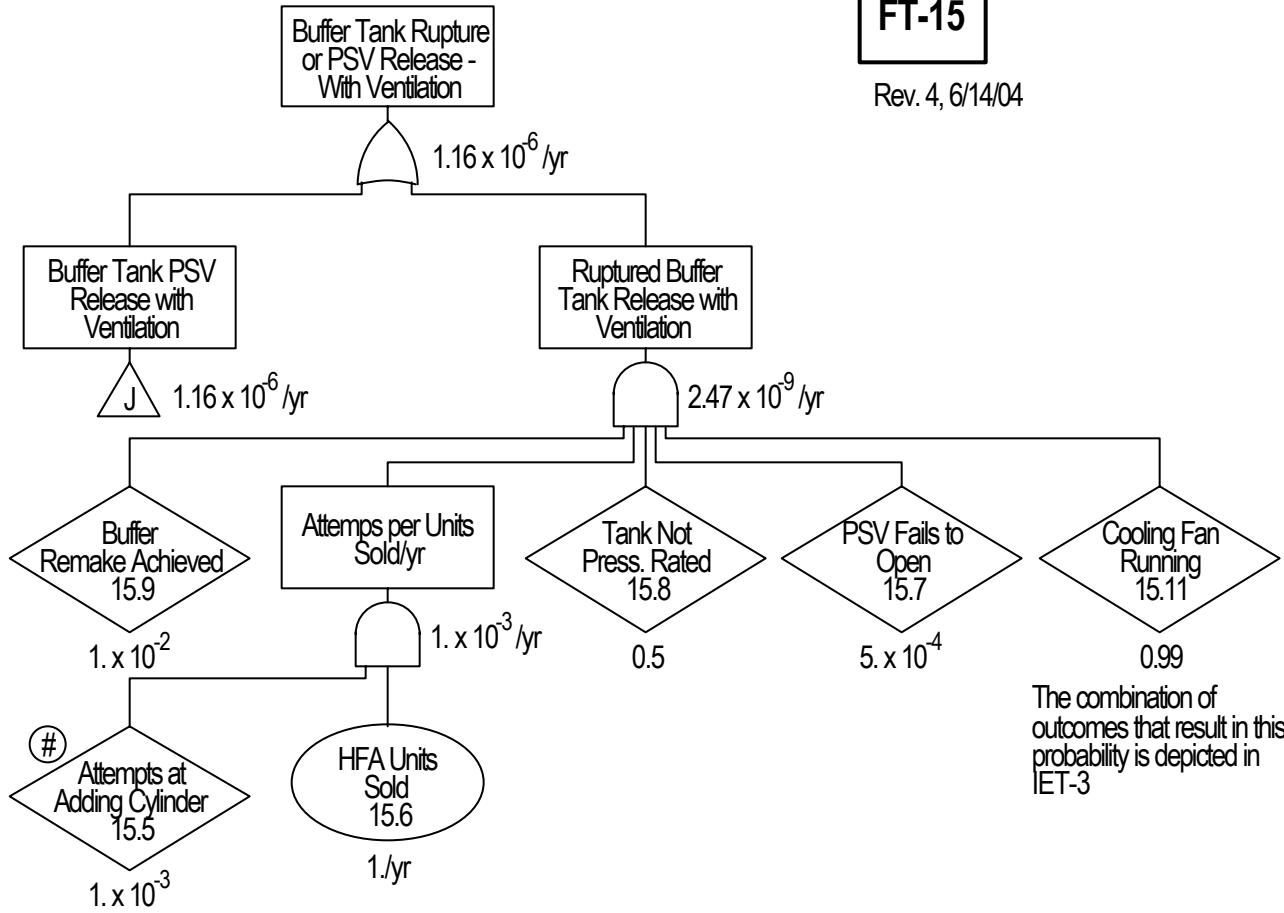 FT-15
Rev. 4, 6/14/04
Buffer Tank Rupture
or PSV Release -
With Ventilation
1.16 x 10^-6 /yr
Buffer Tank PSV
Release with
Ventilation
J
1.16 x 10^-6 /yr
Ruptured Buffer
Tank Release with
Ventilation
2.47 x 10^-9 /yr
Buffer
Remake Achieved
15.9
1. x 10^-2
Attemps per Units
Sold/yr
1. x 10^-3 /yr
Tank Not
Press. Rated
15.8
0.5
PSV Fails to
Open
15.7
5. x 10^-4
Cooling Fan
Running
15.11
0.99
The combination of
outcomes that result in this
probability is depicted in
IET-3
#
Attempts at
Adding Cylinder
15.5
1. x 10^-3
HFA Units
Sold
15.6
1./yr